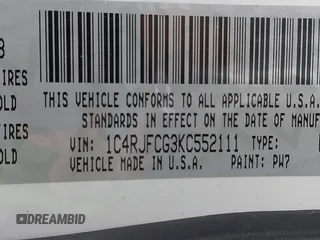 8
IRES
OLD
IRES
OLD
THIS VEHICLE CONFORMS TO ALL APPLICABLE U.S.A.
STANDARDS IN EFFECT ON THE DATE OF MANUF
VIN: 1C4RJFCG3KC552111 TYPE:
VEHICLE MADE IN U.S.A. PAINT: PW7
DREAMBID